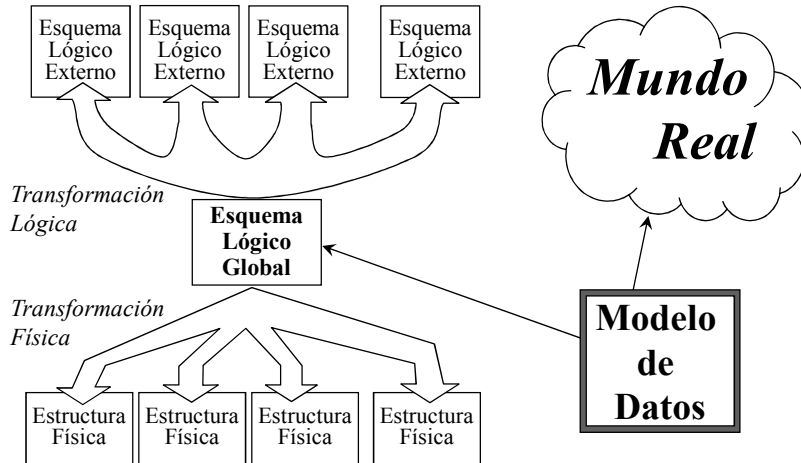 Esquema
Lógico
Externo
Esquema
Lógico
Externo
Esquema
Lógico
Externo
Esquema
Lógico
Externo
Mundo
Real
Transformación
Lógica
Esquema
Lógico
Global
Transformación
Física
Modelo
de
Datos
Estructura
Física
Estructura
Física
Estructura
Física
Estructura
Física